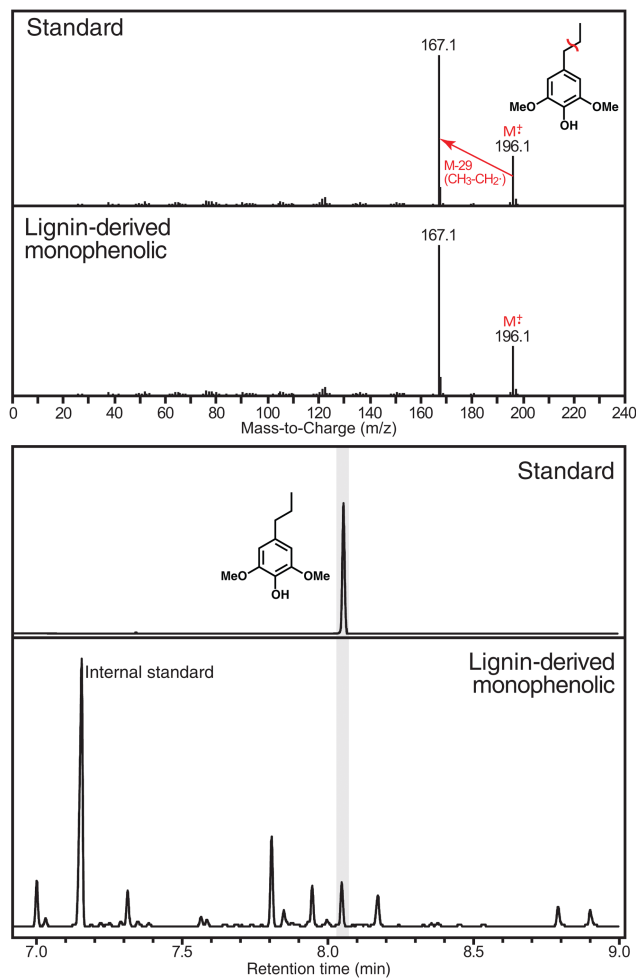 Standard
167.1
MeO
OMe
OH
M⁺̣
196.1
M-29
(CH₃-CH₂·)
Lignin-derived
monophenolic
167.1
M⁺̣
196.1
0 20 40 60 80 100 120 140 160 180 200 220 240
Mass-to-Charge (m/z)
Standard
MeO
OMe
OH
Lignin-derived
monophenolic
Internal standard
7.0 7.5 8.0 8.5 9.0
Retention time (min)